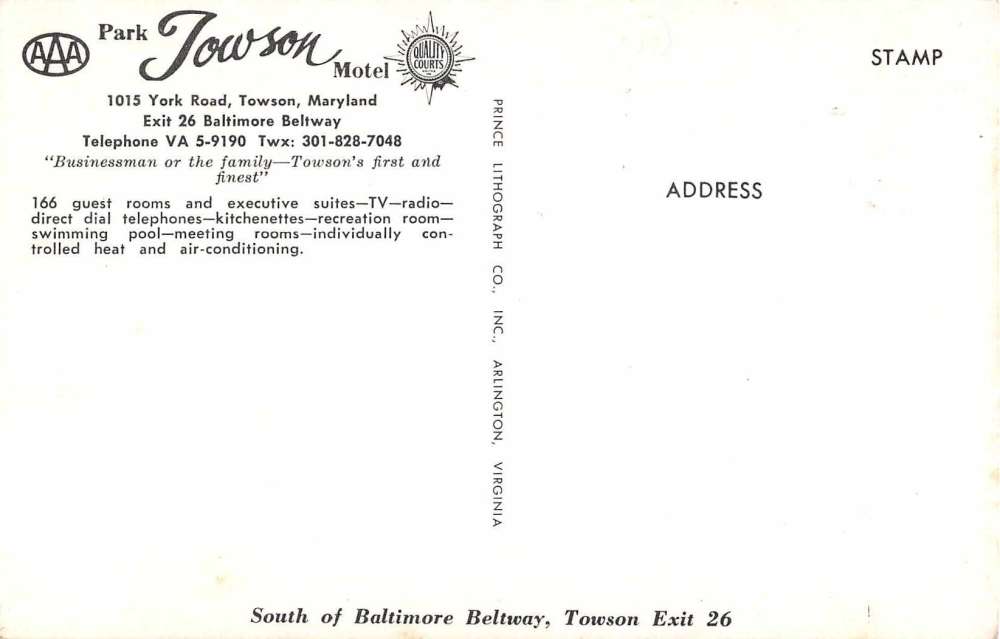 AAA
Park Towson Motel
QUALITY
COURTS
1015 York Road, Towson, Maryland
Exit 26 Baltimore Beltway
Telephone VA 5-9190 Twx: 301-828-7048
"Businessman or the family—Towson's first and
finest"
166 guest rooms and executive suites—TV—radio—
direct dial telephones—kitchenettes—recreation room—
swimming pool—meeting rooms—individually con-
trolled heat and air-conditioning.
PRINCE LITHOGRAPH CO., INC., ARLINGTON, VIRGINIA
STAMP
ADDRESS
South of Baltimore Beltway, Towson Exit 26